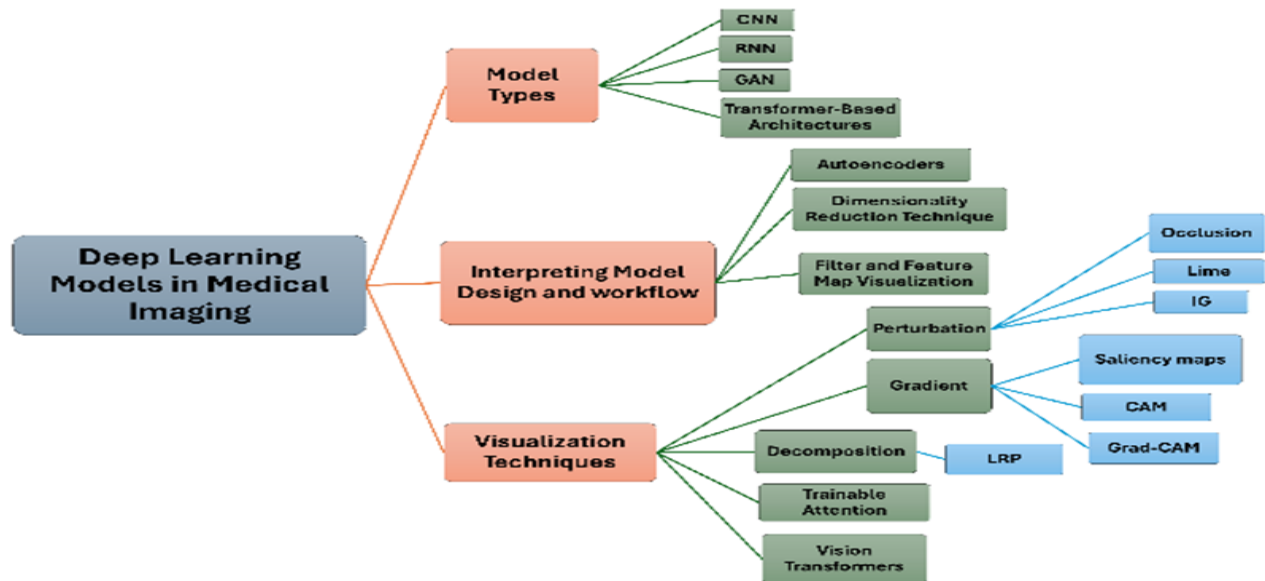 Deep Learning
Models in Medical
Imaging
Model
Types
CNN
RNN
GAN
Transformer-Based
Architectures
Interpreting Model
Design and workflow
Autoencoders
Dimensionality
Reduction Technique
Filter and Feature
Map Visualization
Visualization
Techniques
Perturbation
Occlusion
Lime
IG
Gradient
Saliency maps
CAM
Grad-CAM
Decomposition
LRP
Trainable
Attention
Vision
Transformers